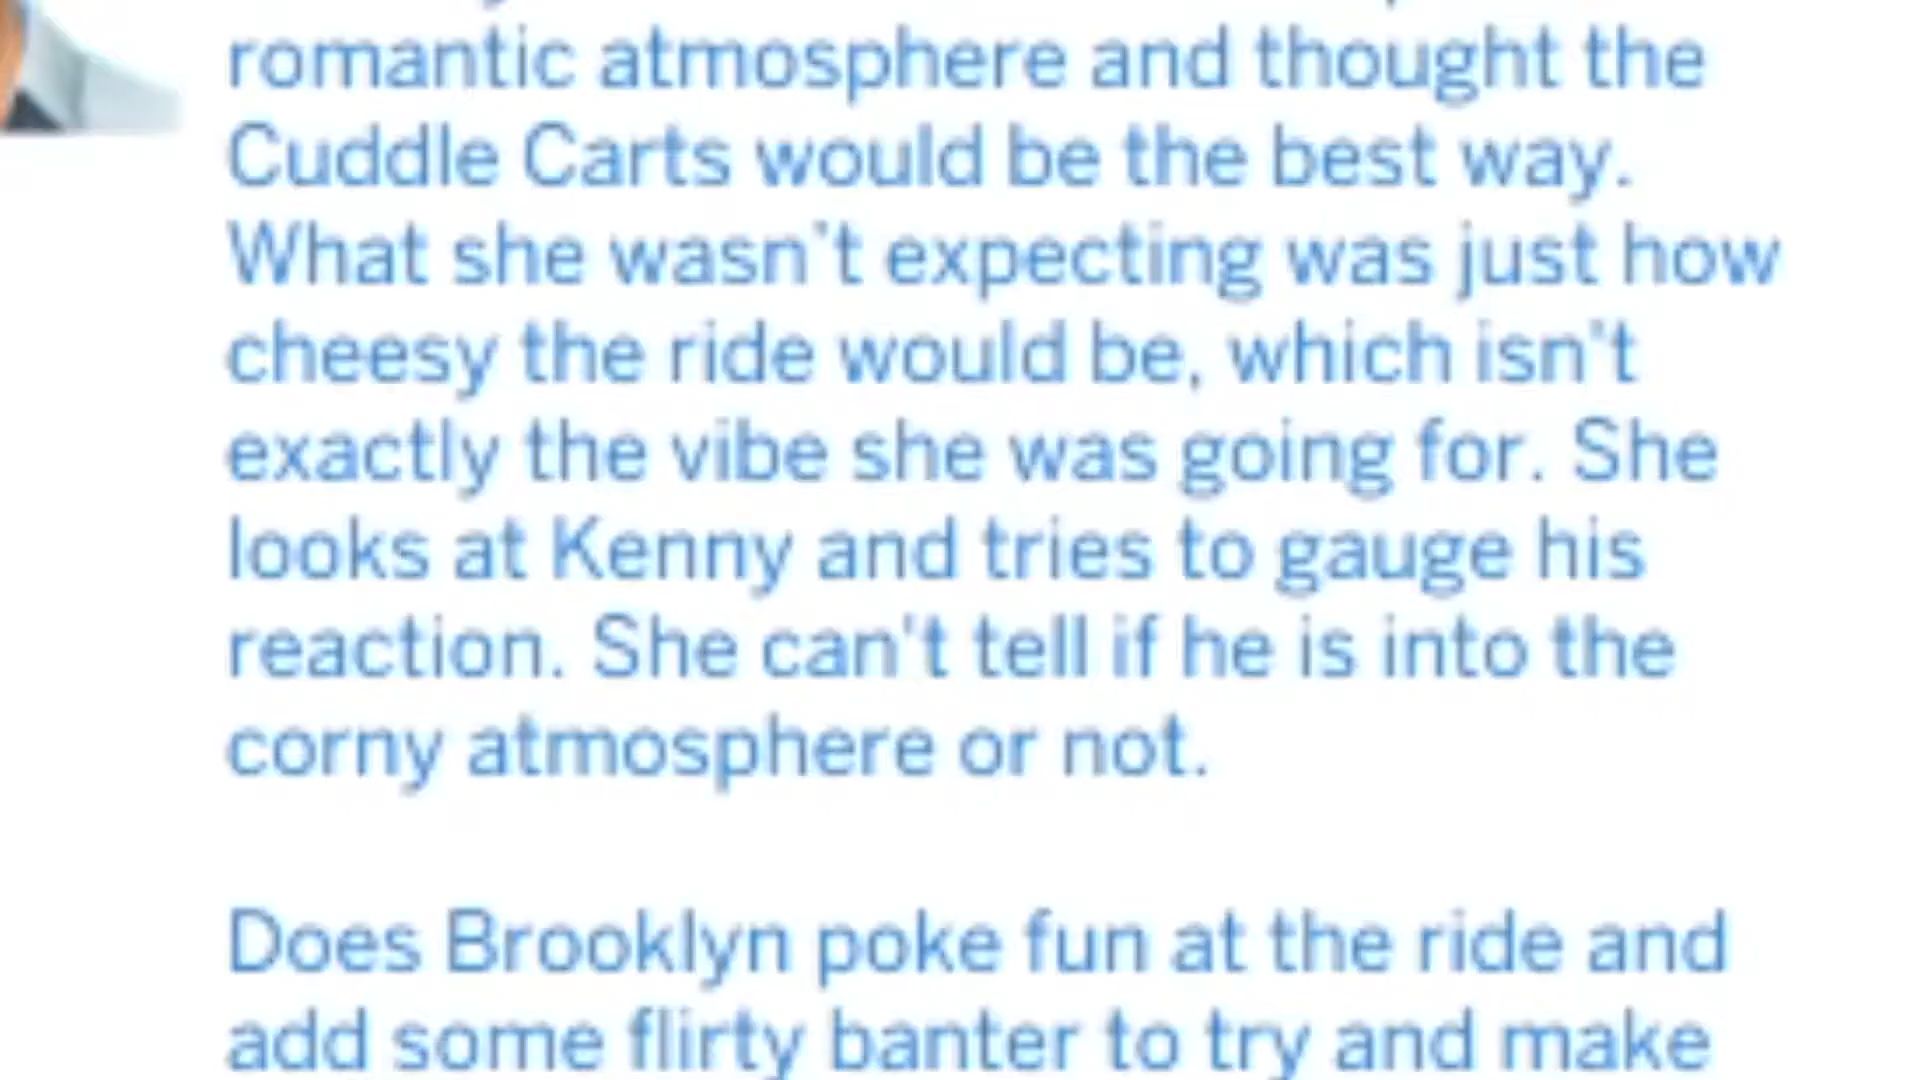 romantic atmosphere and thought the
Cuddle Carts would be the best way.
What she wasn't expecting was just how
cheesy the ride would be, which isn't
exactly the vibe she was going for. She
looks at Kenny and tries to gauge his
reaction. She can't tell if he is into the
corny atmosphere or not.
Does Brooklyn poke fun at the ride and
add some flirty banter to try and make